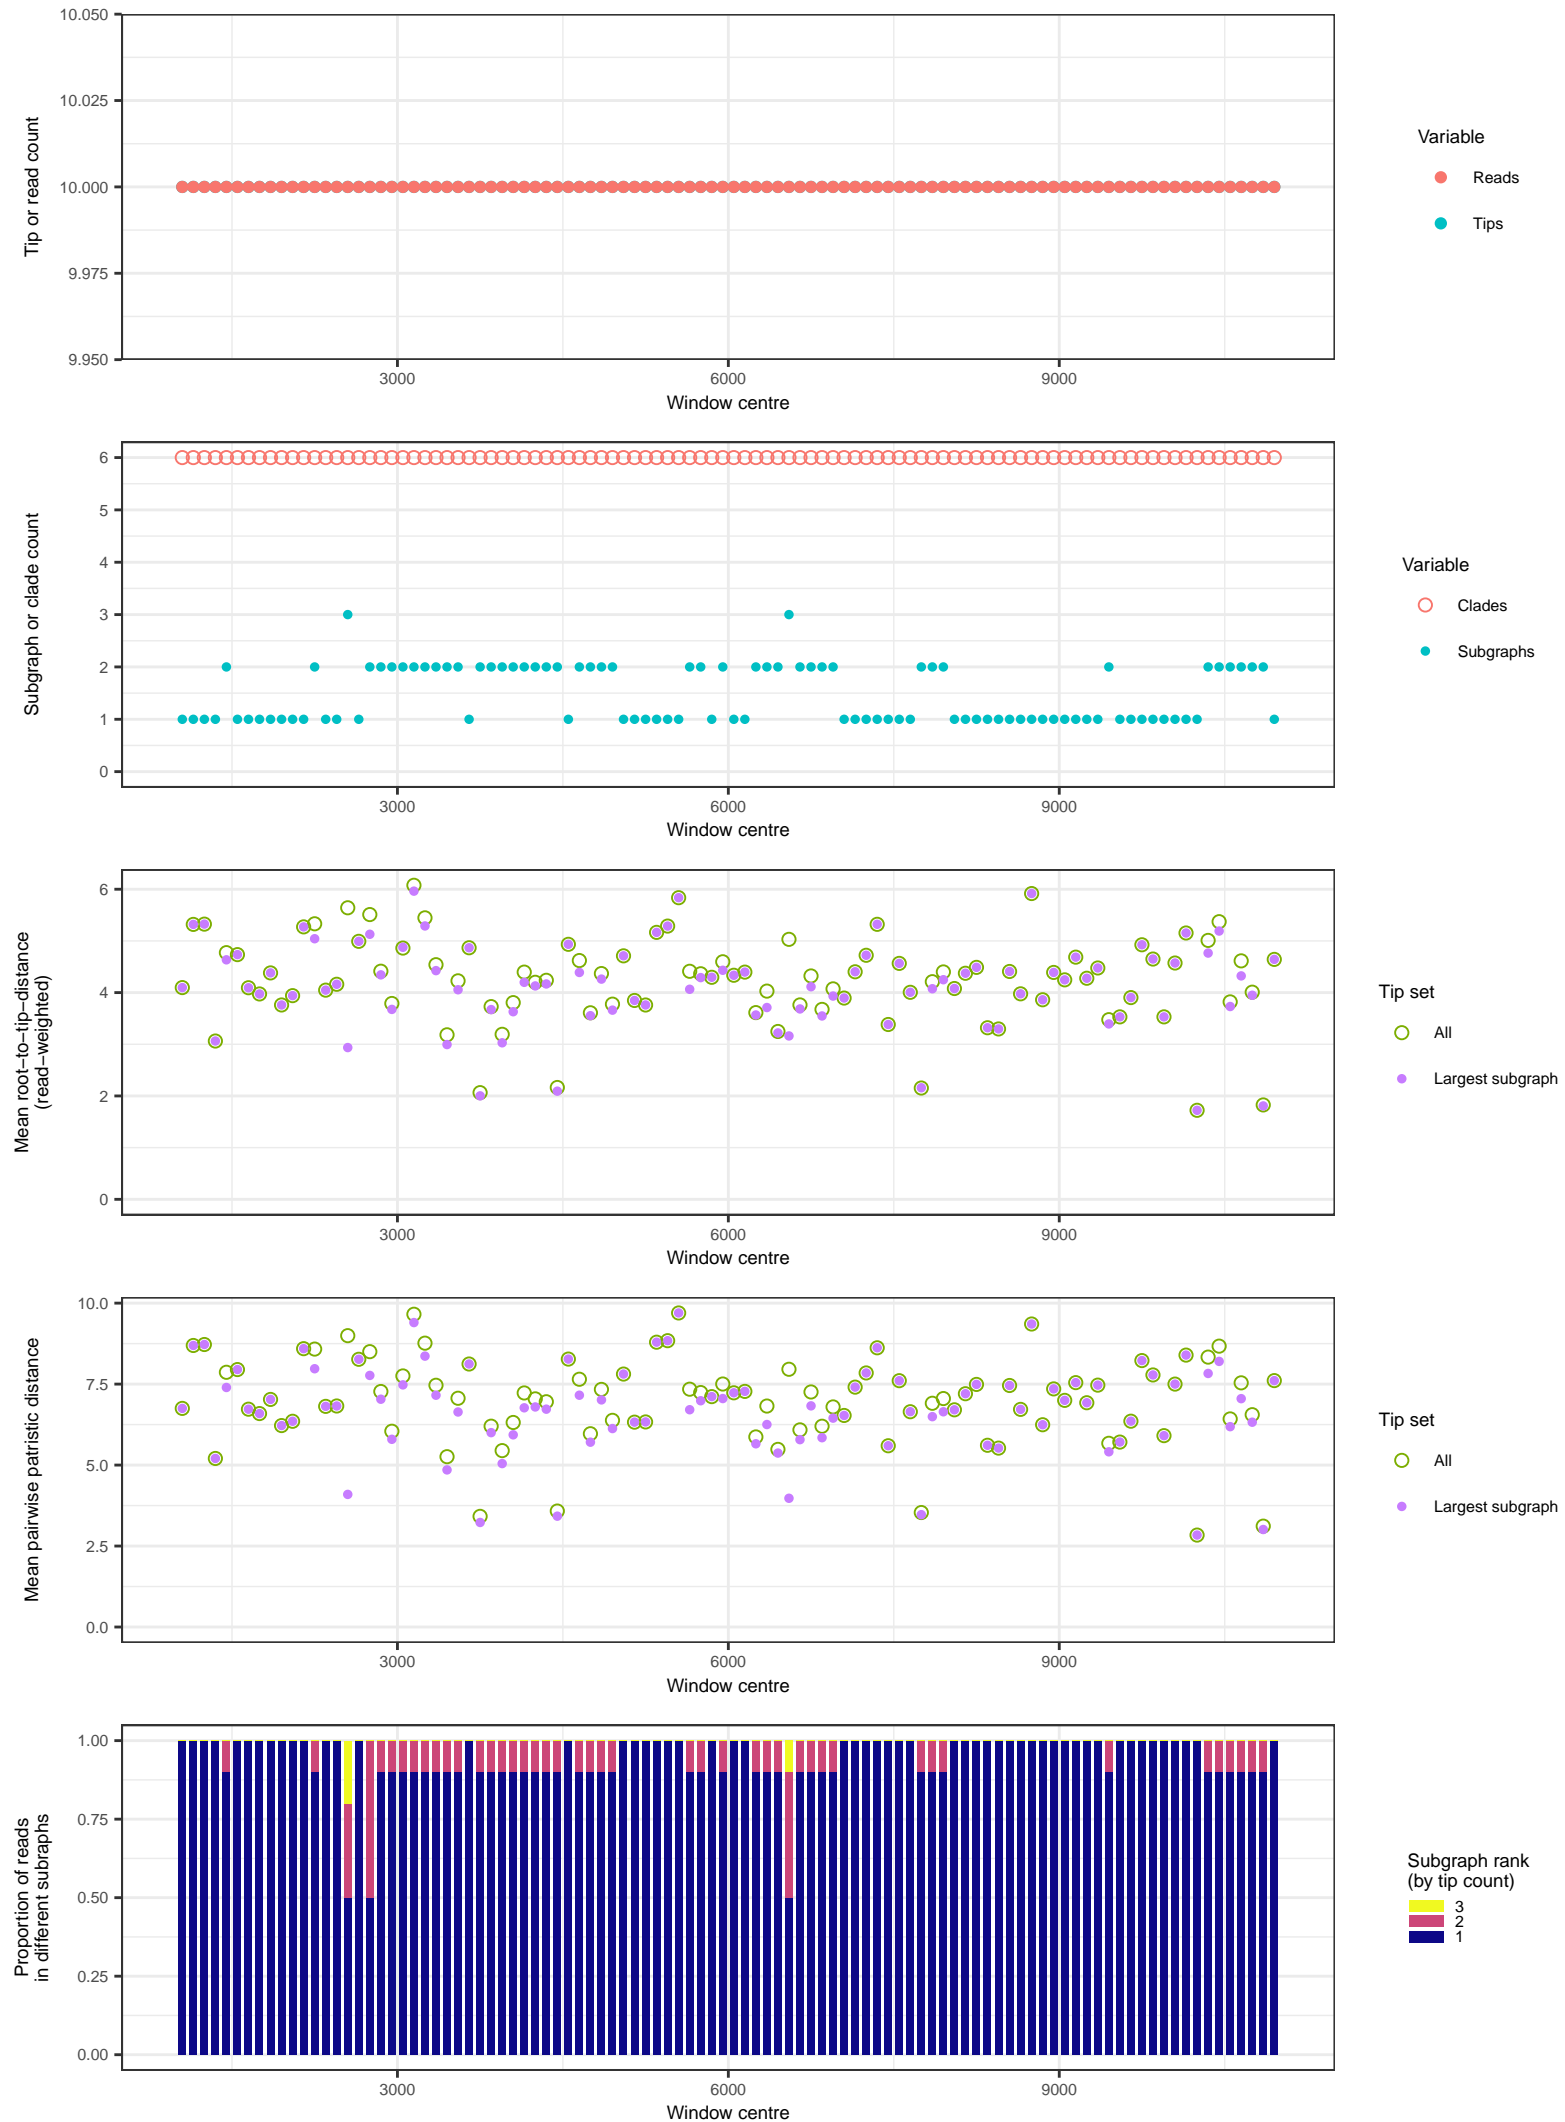 10.050
10.025
10.000
9.975
9.950
Tip or read count
3000
6000
9000
Window centre
Variable
Reads
Tips
6
5
4
3
2
1
0
Subgraph or clade count
3000
6000
9000
Window centre
Variable
Clades
Subgraphs
6
4
2
0
Mean root−to−tip−distance
(read−weighted)
3000
6000
9000
Window centre
Tip set
All
Largest subgraph
10.0
7.5
5.0
2.5
0.0
Mean pairwise patristic distance
3000
6000
9000
Window centre
Tip set
All
Largest subgraph
1.00
0.75
0.50
0.25
0.00
Proportion of reads
in different subraphs
3000
6000
9000
Window centre
Subgraph rank
(by tip count)
3
2
1